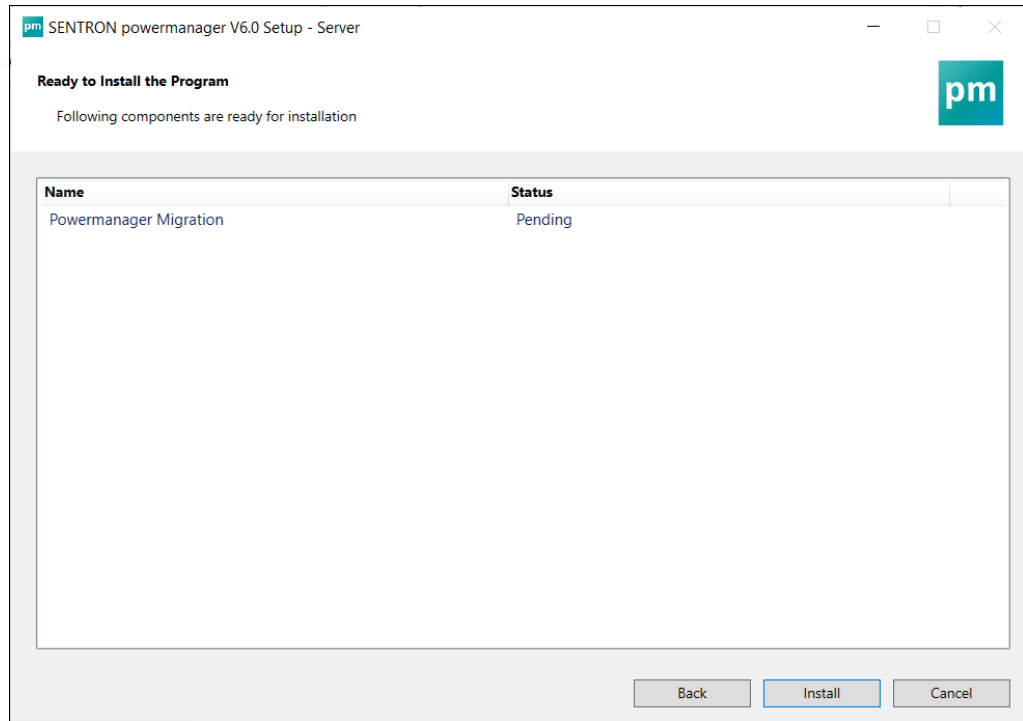 pm SENTRON powermanager V6.0 Setup - Server
Ready to Install the Program
Following components are ready for installation
pm
Name Status
Powermanager Migration Pending
Back Install Cancel